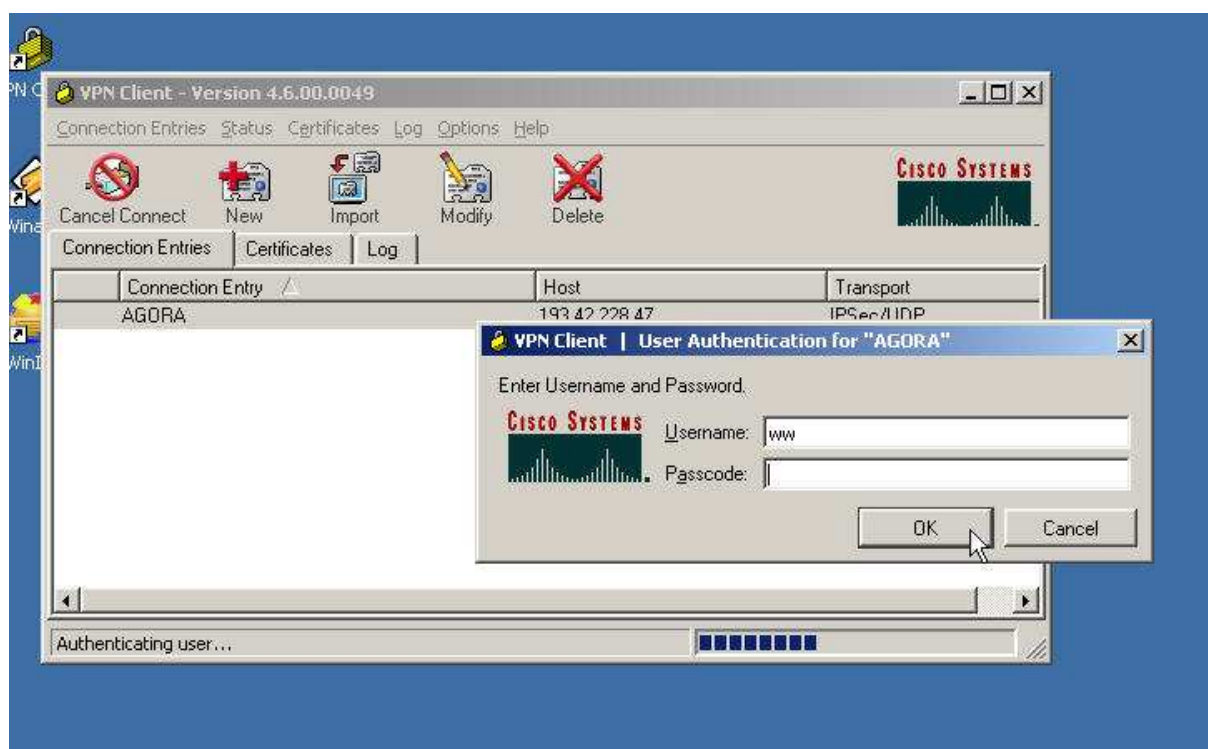 VPN Client - Version 4.6.00.0049
Connection Entries Status Certificates Log Options Help
Cancel Connect New Import Modify Delete
CISCO SYSTEMS
Connection Entries Certificates Log
Connection Entry Host Transport
AGORA 193.42.228.47 IPSec/UDP
VPN Client | User Authentication for "AGORA"
Enter Username and Password.
CISCO SYSTEMS
Username: ww
Passcode:
OK Cancel
Authenticating user...